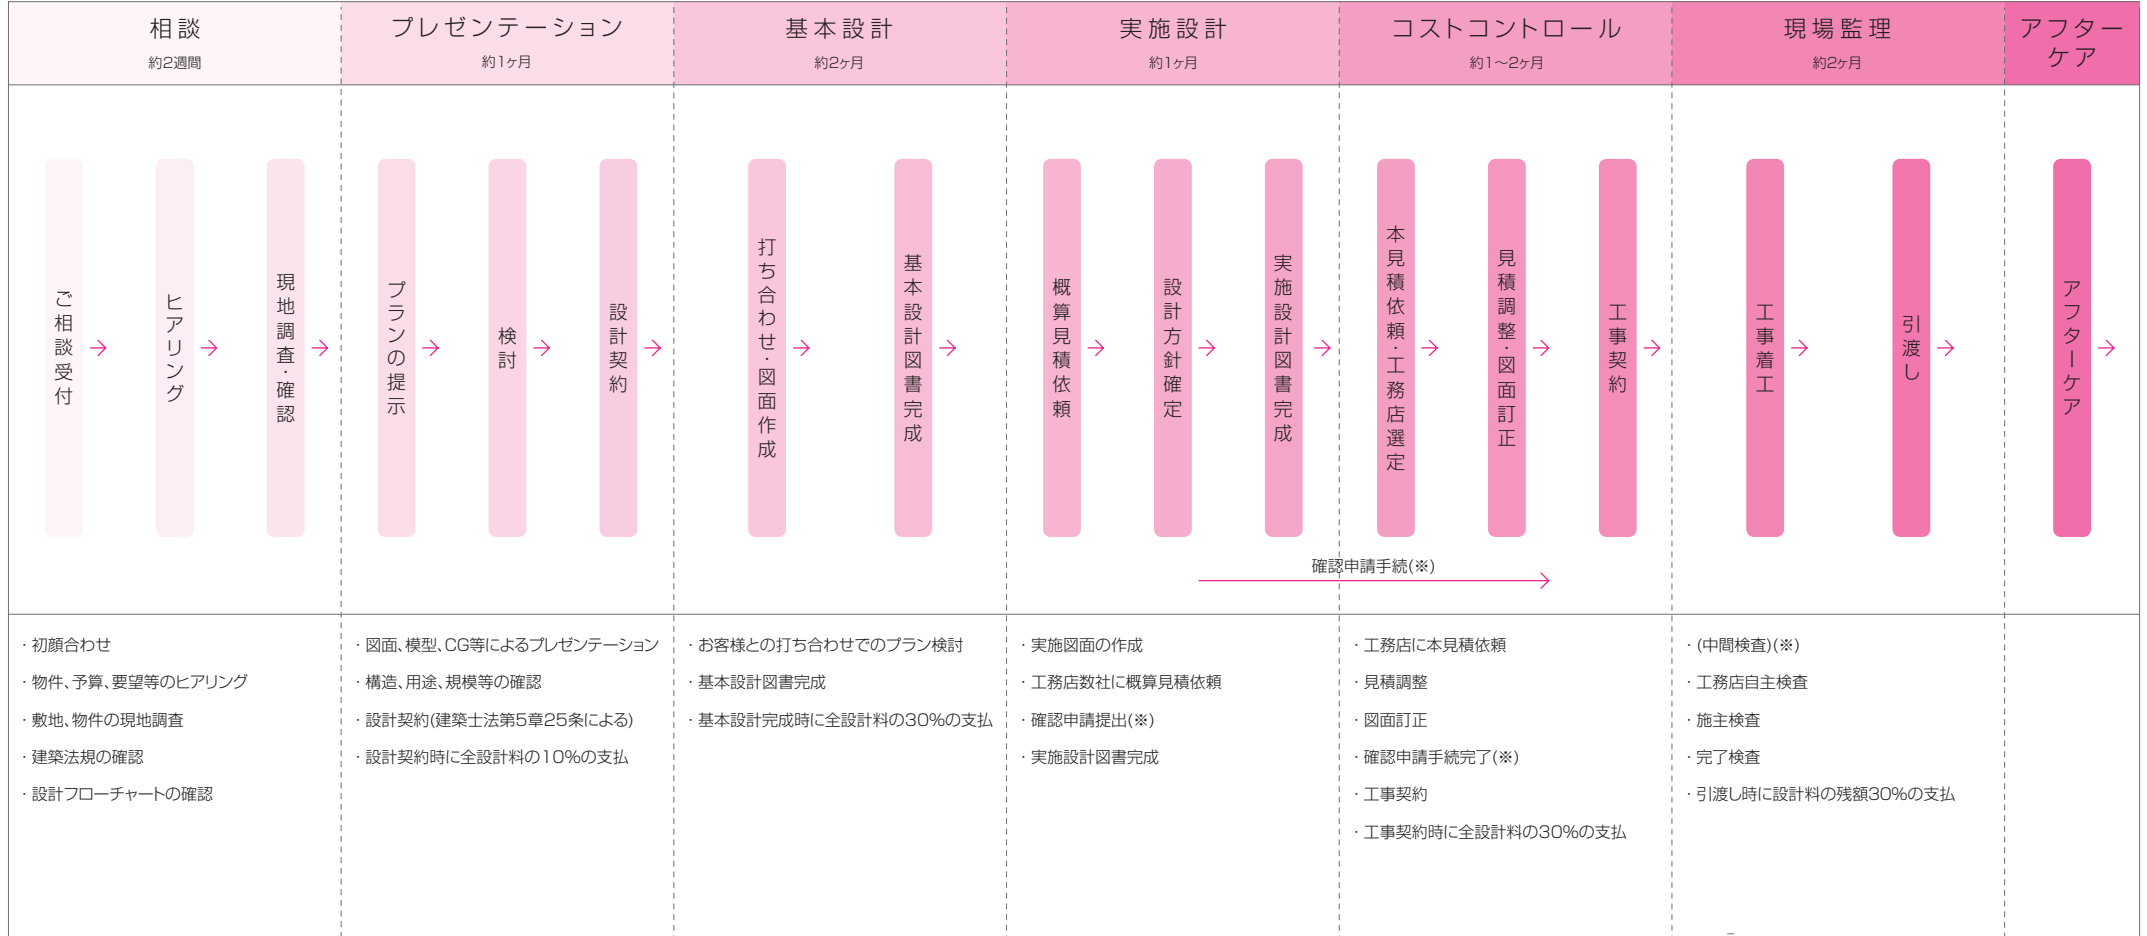 相談
約2週間
プレゼンテーション
約1ヶ月
基本設計
約2ヶ月
実施設計
約1ヶ月
コストコントロール
約1〜2ヶ月
現場監理
約2ヶ月
アフター
ケア
ご相談受付
ヒアリング
現地調査・確認
プランの提示
検討
設計契約
打ち合わせ・図面作成
基本設計図書完成
概算見積依頼
設計方針確定
実施設計図書完成
本見積依頼・工務店選定
見積調整・図面訂正
工事契約
工事着工
引渡し
アフターケア
確認申請手続(※)
・初顔合わせ
・物件、予算、要望等のヒアリング
・敷地、物件の現地調査
・建築法規の確認
・設計フローチャートの確認
・図面、模型、CG等によるプレゼンテーション
・構造、用途、規模等の確認
・設計契約(建築士法第5章25条による)
・設計契約時に全設計料の10%の支払
・お客様との打ち合わせでのプラン検討
・基本設計図書完成
・基本設計完成時に全設計料の30%の支払
・実施図面の作成
・工務店数社に概算見積依頼
・確認申請提出(※)
・実施設計図書完成
・工務店に本見積依頼
・見積調整
・図面訂正
・確認申請手続完了(※)
・工事契約
・工事契約時に全設計料の30%の支払
・(中間検査)(※)
・工務店自主検査
・施主検査
・完了検査
・引渡し時に設計料の残額30%の支払